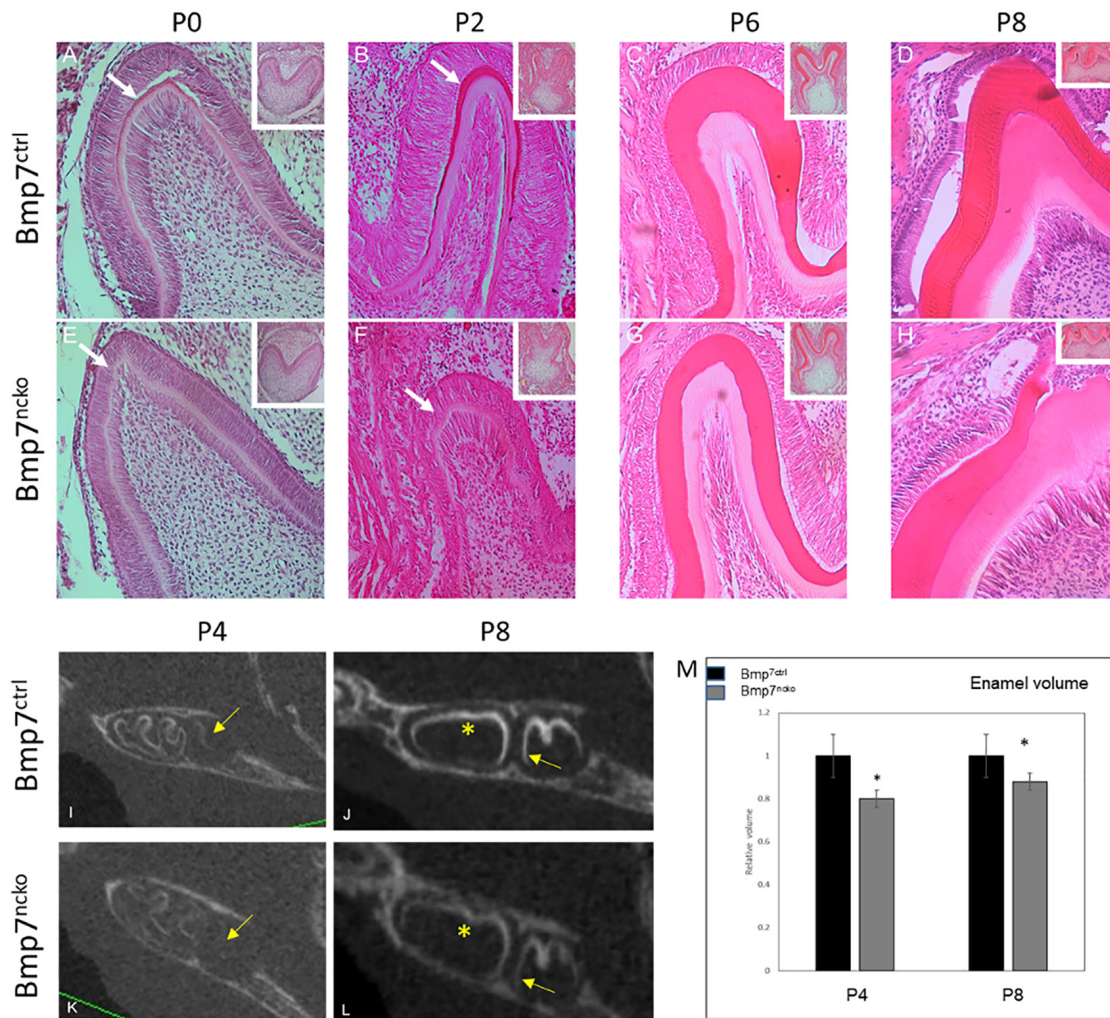 P0 P2 P6 P8
Bmp7ctrl
A B C D
Bmp7ncko
E F G H
P4 P8
Bmp7ctrl
I J
*
Bmp7ncko
K L
*
M
Bmp7ctrl
Bmp7ncko
Enamel volume
Relative volume
1.2
1
0.8
0.6
0.4
0.2
0
* *
P4 P8